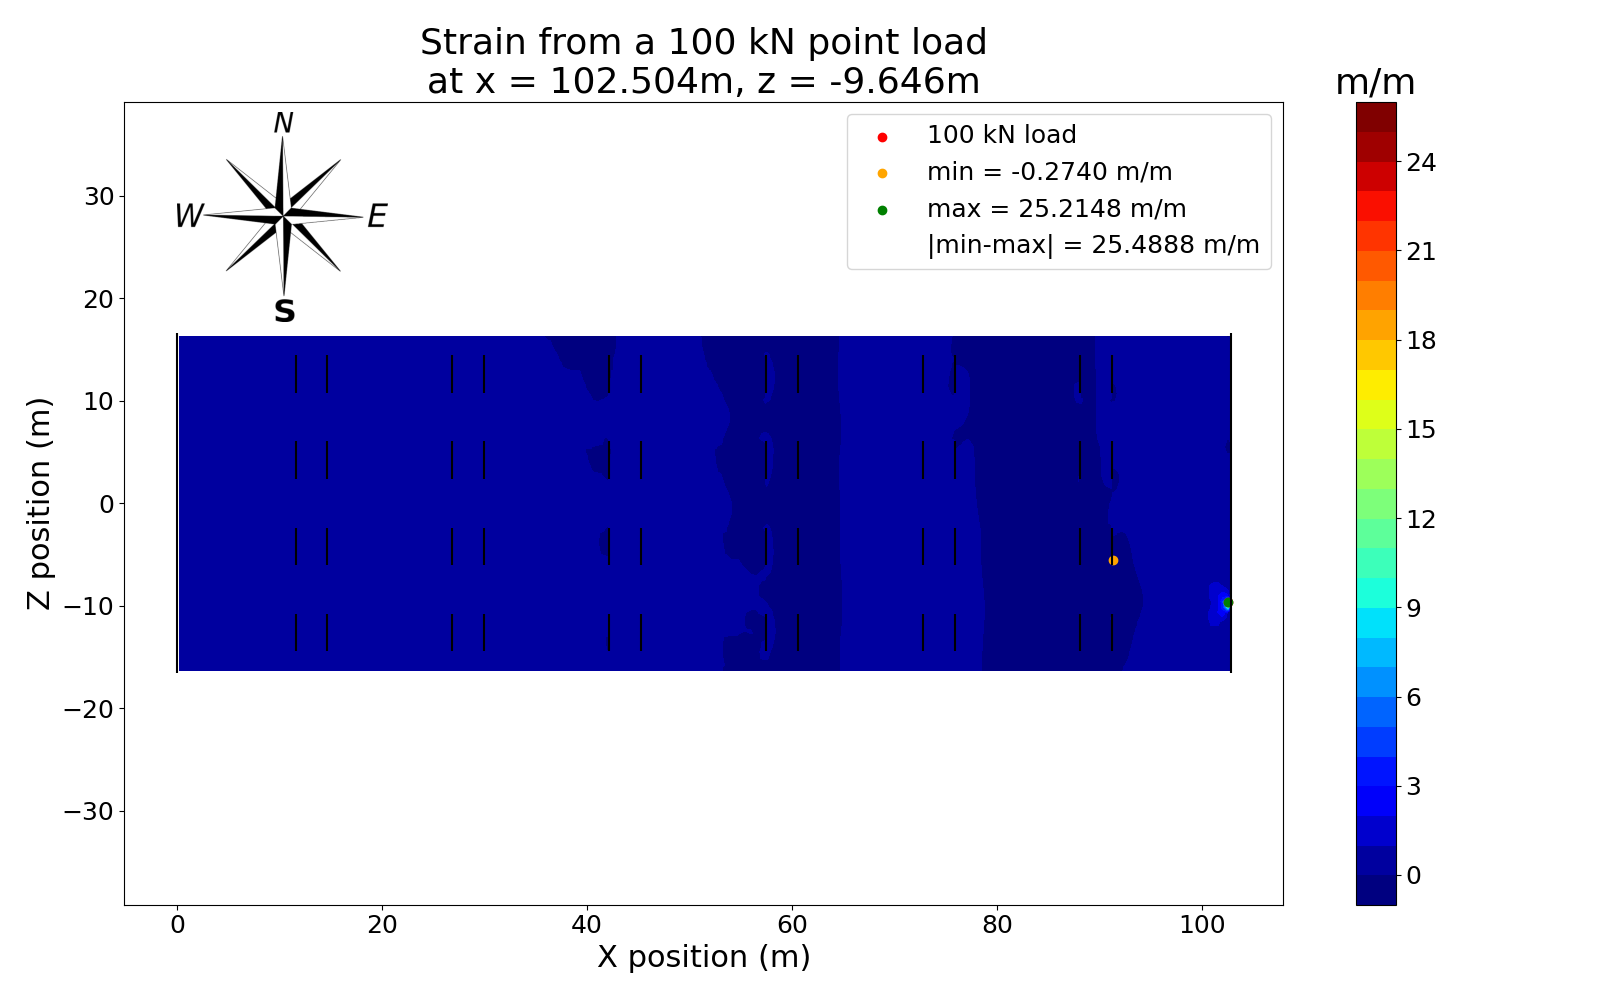 Strain from a 100 kN point load
at x = 102.504m, z = -9.646m
m/m
N
W
E
S
100 kN load
min = -0.2740 m/m
max = 25.2148 m/m
|min-max| = 25.4888 m/m
Z position (m)
30
20
10
0
−10
−20
−30
0
20
40
60
80
100
X position (m)
24
21
18
15
12
9
6
3
0